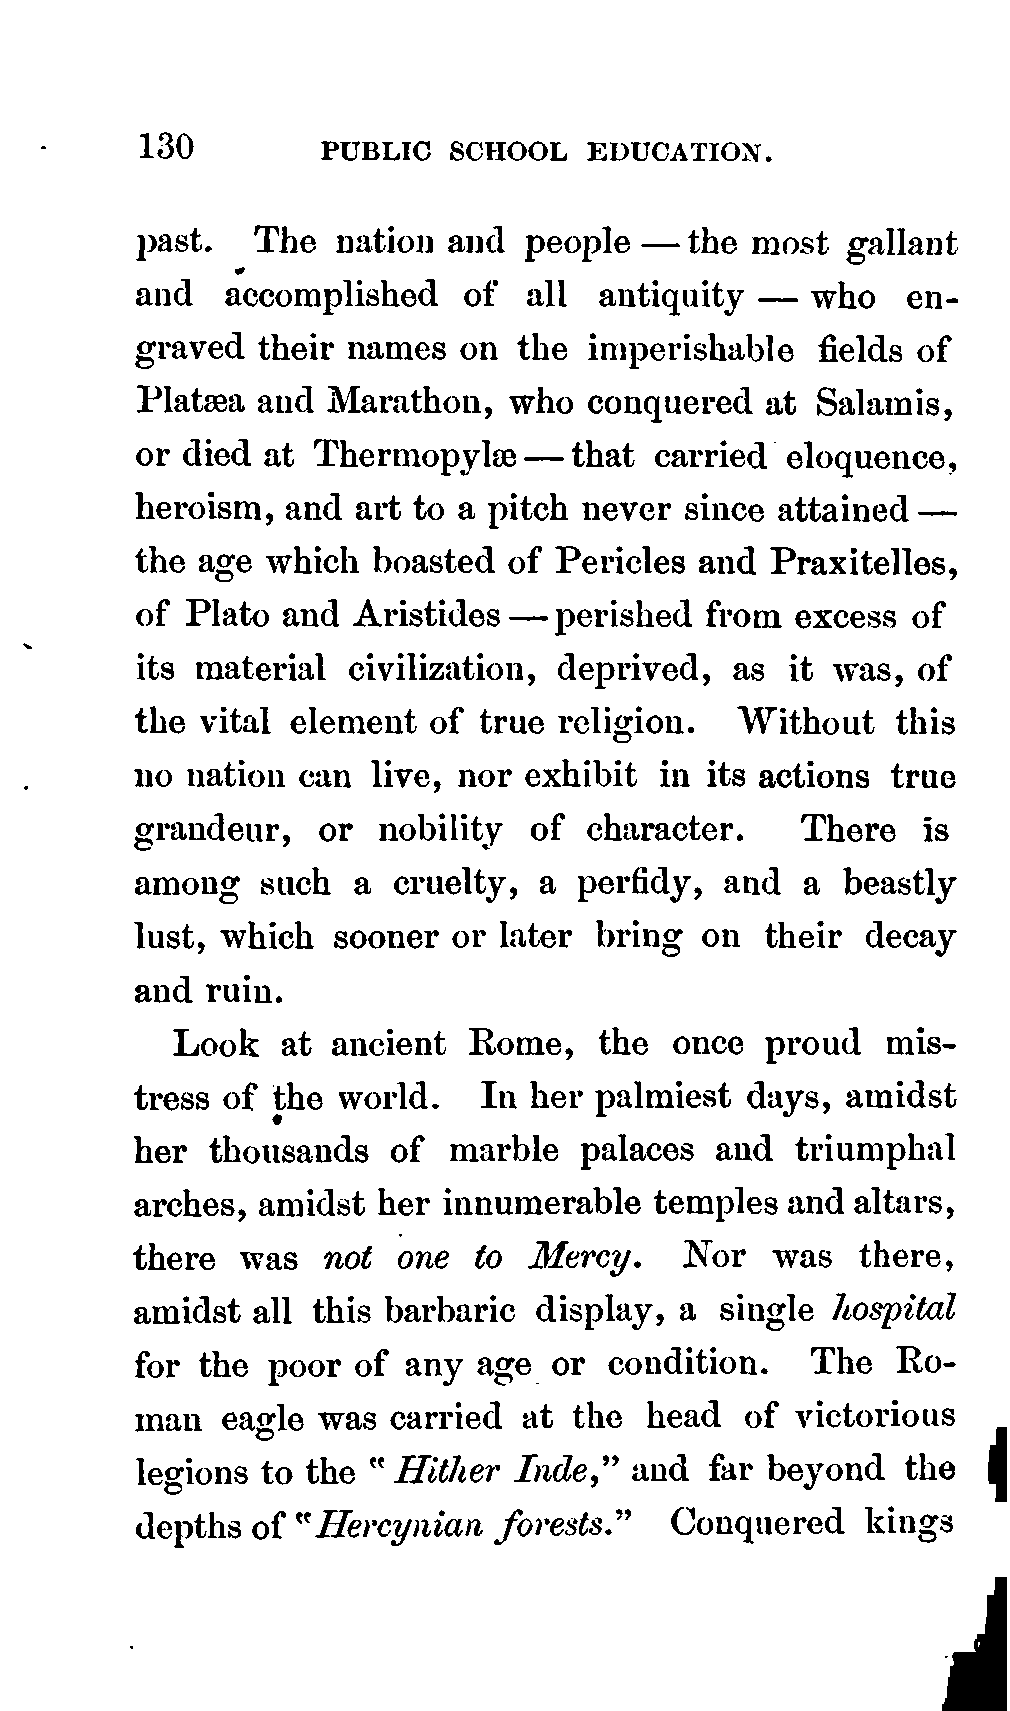 130 PUBLIC SCHOOL EDUCATION.
past. The nation and people — the most gallant
and accomplished of all antiquity — who en-
graved their names on the imperishable fields of
Platæa and Marathon, who conquered at Salamis,
or died at Thermopylæ — that carried eloquence,
heroism, and art to a pitch never since attained —
the age which boasted of Pericles and Praxitelles,
of Plato and Aristides — perished from excess of
its material civilization, deprived, as it was, of
the vital element of true religion. Without this
no nation can live, nor exhibit in its actions true
grandeur, or nobility of character. There is
among such a cruelty, a perfidy, and a beastly
lust, which sooner or later bring on their decay
and ruin.
Look at ancient Rome, the once proud mis-
tress of the world. In her palmiest days, amidst
her thousands of marble palaces and triumphal
arches, amidst her innumerable temples and altars,
there was not one to Mercy. Nor was there,
amidst all this barbaric display, a single hospital
for the poor of any age or condition. The Ro-
man eagle was carried at the head of victorious
legions to the "Hither Inde," and far beyond the
depths of "Hercynian forests." Conquered kings